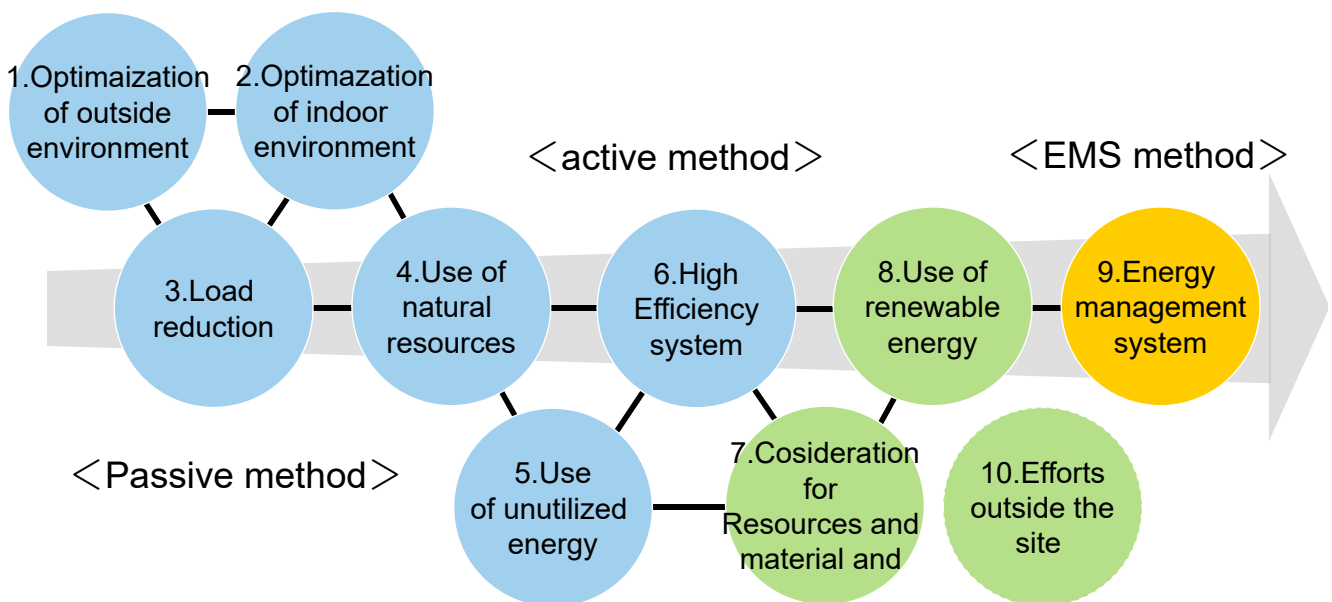 1.Optimaization
of outside
environment
2.Optimazation
of indoor
environment
＜active method＞
＜EMS method＞
3.Load
reduction
4.Use of
natural
resources
6.High
Efficiency
system
8.Use of
renewable
energy
9.Energy
management
system
＜Passive method＞
5.Use
of unutilized
energy
7.Cosideration
for
Resources and
material and
10.Efforts
outside the
site